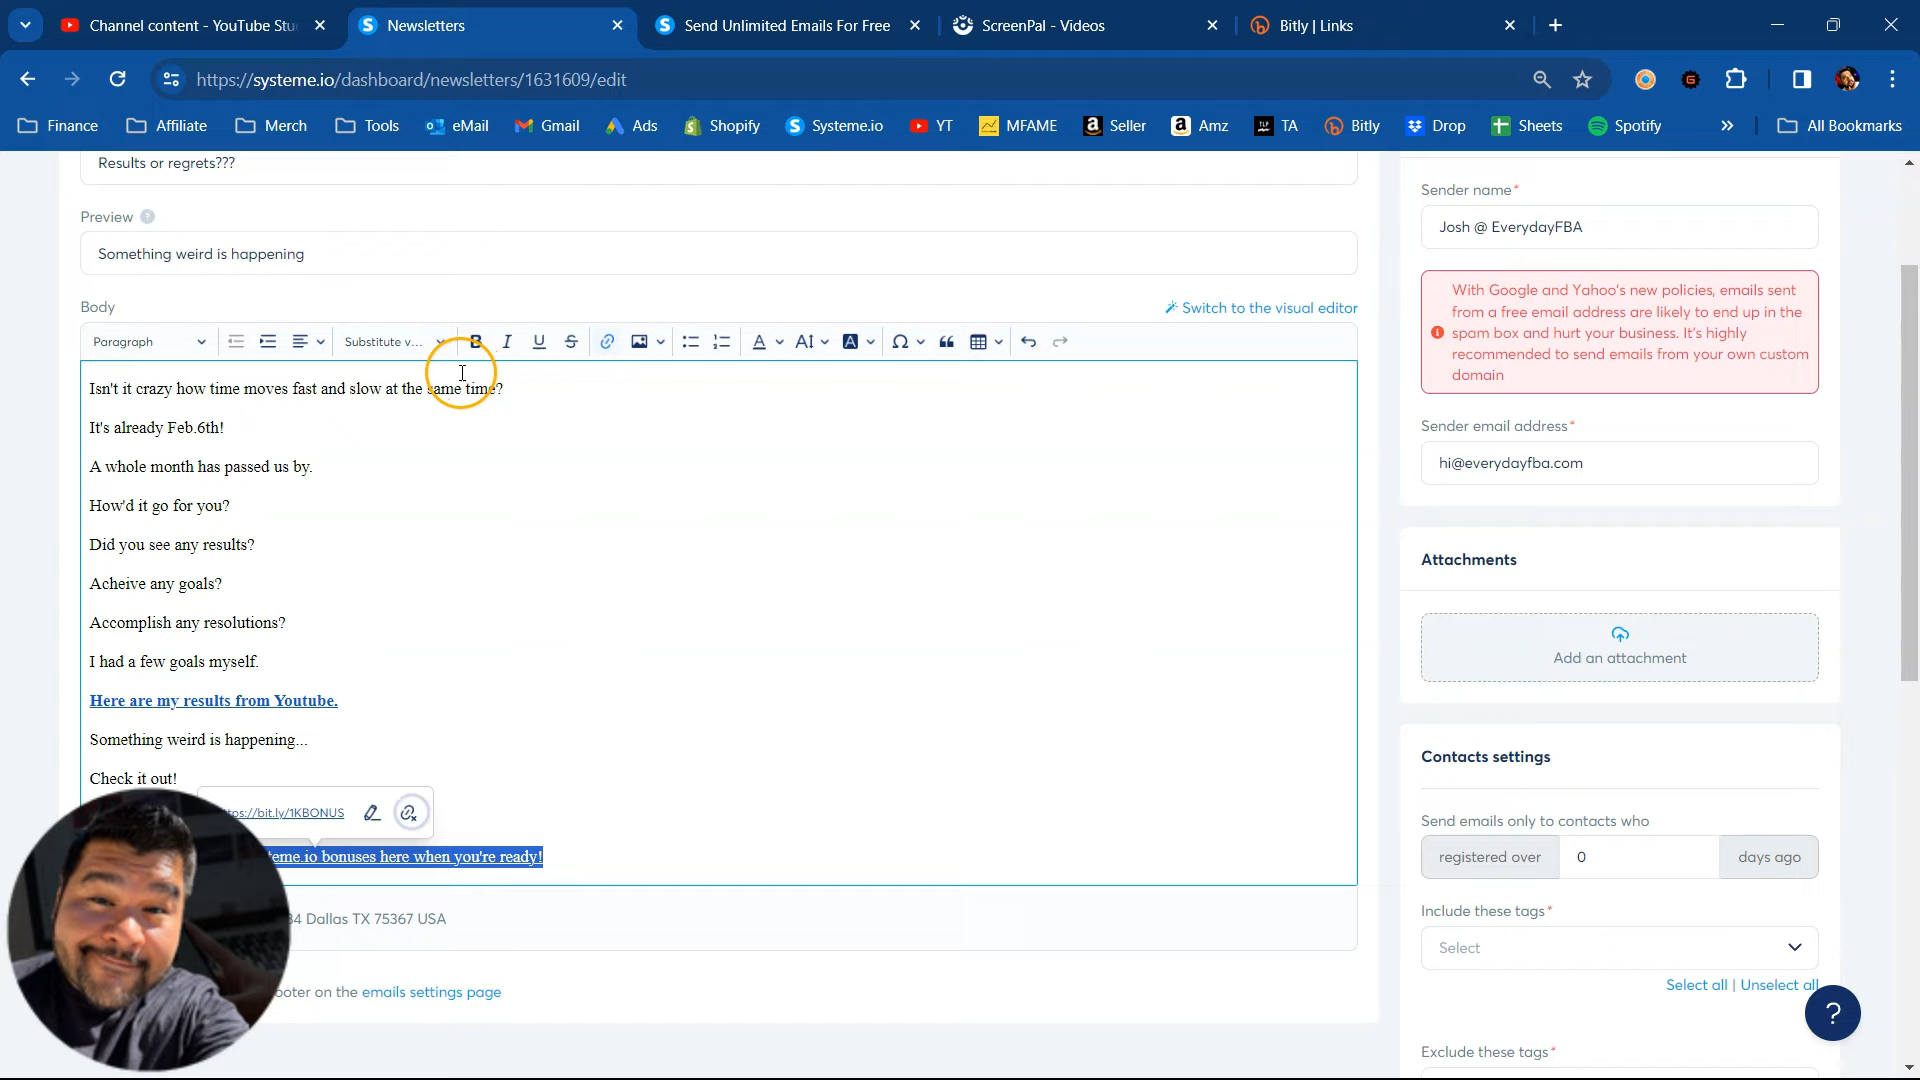 Channel content - YouTube Stu
Newsletters
Send Unlimited Emails For Free
ScreenPal - Videos
Bitly | Links
https://systeme.io/dashboard/newsletters/1631609/edit
Finance
Affiliate
Merch
Tools
eMail
Gmail
Ads
Shopify
Systeme.io
YT
MFAME
Seller
Amz
TA
Bitly
Drop
Sheets
Spotify
All Bookmarks
Results or regrets???
Preview ?
Something weird is happening
Body
Switch to the visual editor
Paragraph
Substitute v...
Isn't it crazy how time moves fast and slow at the same time?
It's already Feb.6th!
A whole month has passed us by.
How'd it go for you?
Did you see any results?
Acheive any goals?
Accomplish any resolutions?
I had a few goals myself.
Here are my results from Youtube.
Something weird is happening...
Check it out!
tps://bit.ly/1KBONUS
teme.io bonuses here when you're ready!
34 Dallas TX 75367 USA
ooter on the emails settings page
Sender name*
Josh @ EverydayFBA
With Google and Yahoo's new policies, emails sent
from a free email address are likely to end up in the
spam box and hurt your business. It's highly
recommended to send emails from your own custom
domain
Sender email address*
hi@everydayfba.com
Attachments
Add an attachment
Contacts settings
Send emails only to contacts who
registered over 0 days ago
Include these tags*
Select
Select all | Unselect all
?
Exclude these tags*